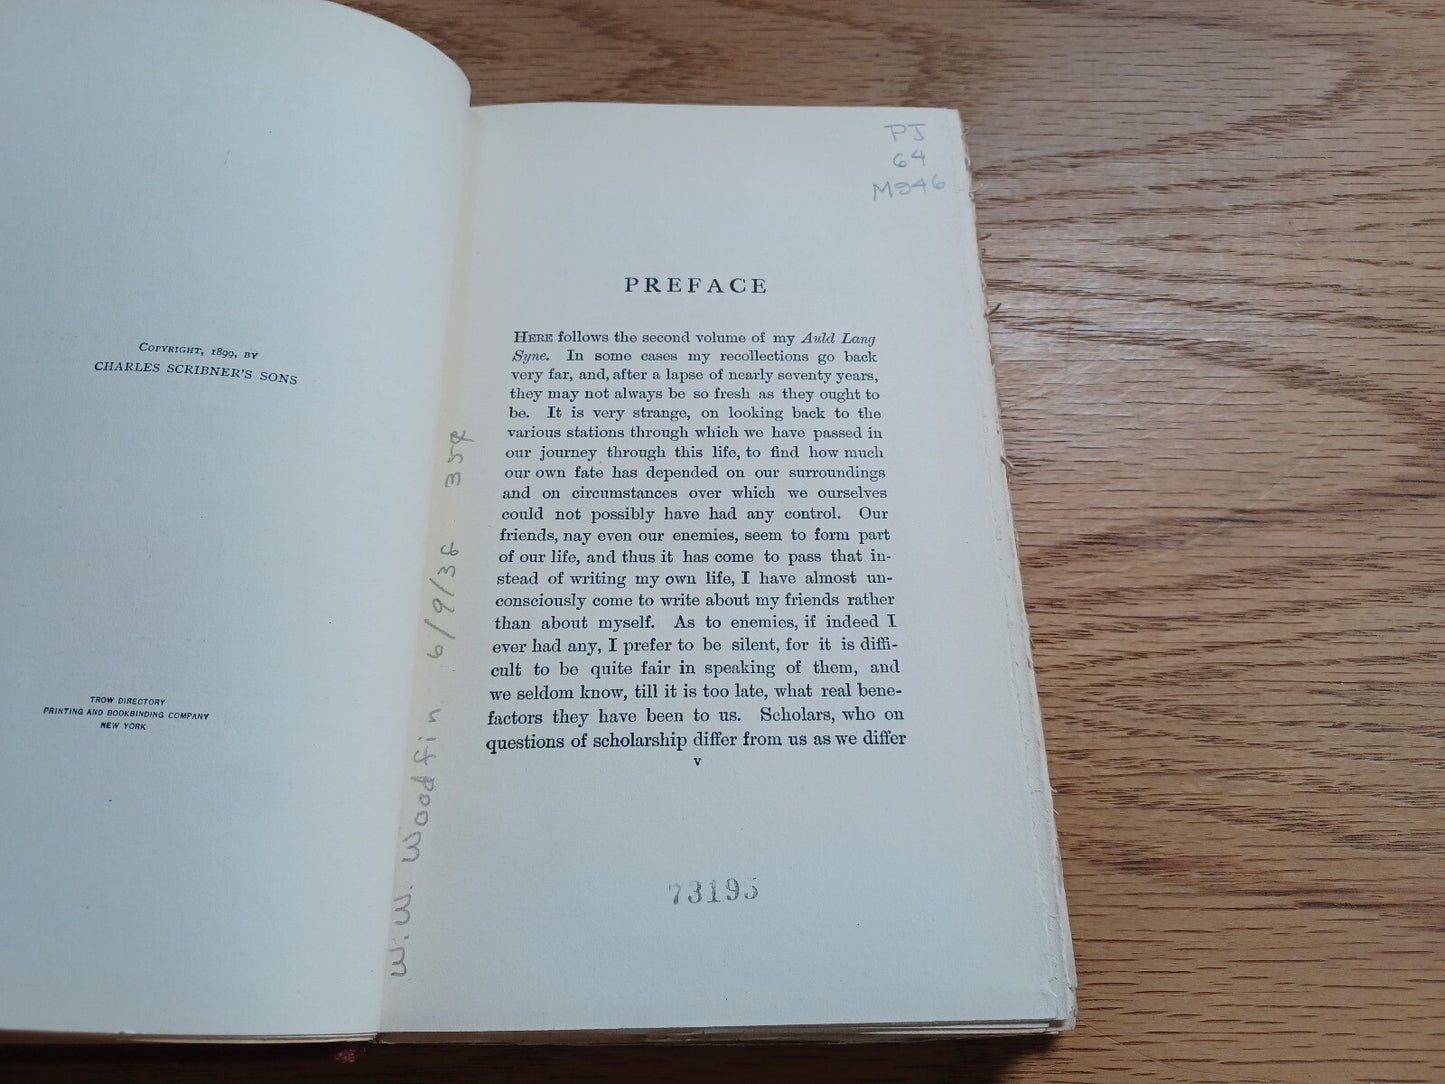 COPYRIGHT, 1899, BY
CHARLES SCRIBNER'S SONS
TROW DIRECTORY
PRINTING AND BOOKBINDING COMPANY
NEW YORK
W. W. Woodfin 6/9/38 35¢
PJ
64
M946
PREFACE
HERE follows the second volume of my Auld Lang
Syne. In some cases my recollections go back
very far, and, after a lapse of nearly seventy years,
they may not always be so fresh as they ought to
be. It is very strange, on looking back to the
various stations through which we have passed in
our journey through this life, to find how much
our own fate has depended on our surroundings
and on circumstances over which we ourselves
could not possibly have had any control. Our
friends, nay even our enemies, seem to form part
of our life, and thus it has come to pass that in-
stead of writing my own life, I have almost un-
consciously come to write about my friends rather
than about myself. As to enemies, if indeed I
ever had any, I prefer to be silent, for it is diffi-
cult to be quite fair in speaking of them, and
we seldom know, till it is too late, what real bene-
factors they have been to us. Scholars, who on
questions of scholarship differ from us as we differ
v
73195